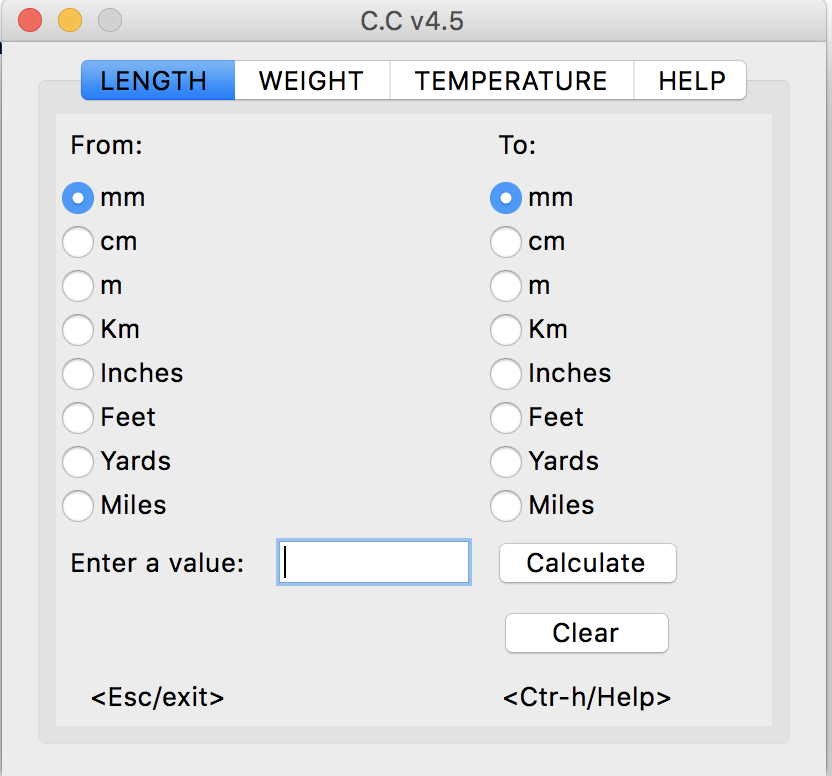 C.C v4.5
LENGTH WEIGHT TEMPERATURE HELP
From: To:
mm mm
cm cm
m m
Km Km
Inches Inches
Feet Feet
Yards Yards
Miles Miles
Enter a value: Calculate
Clear
<Esc/exit> <Ctr-h/Help>